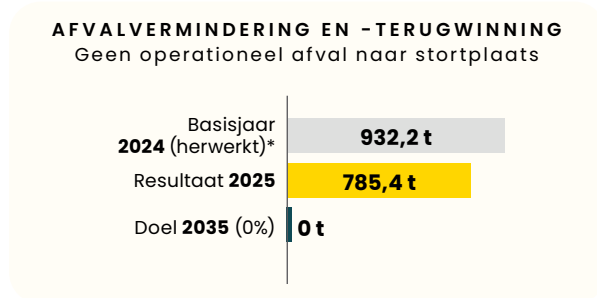 AFVALVERMINDERING EN -TERUGWINNING
Geen operationeel afval naar stortplaats
Basisjaar
2024 (herwerkt)*
932,2 t
Resultaat 2025
785,4 t
Doel 2035 (0%)
0 t